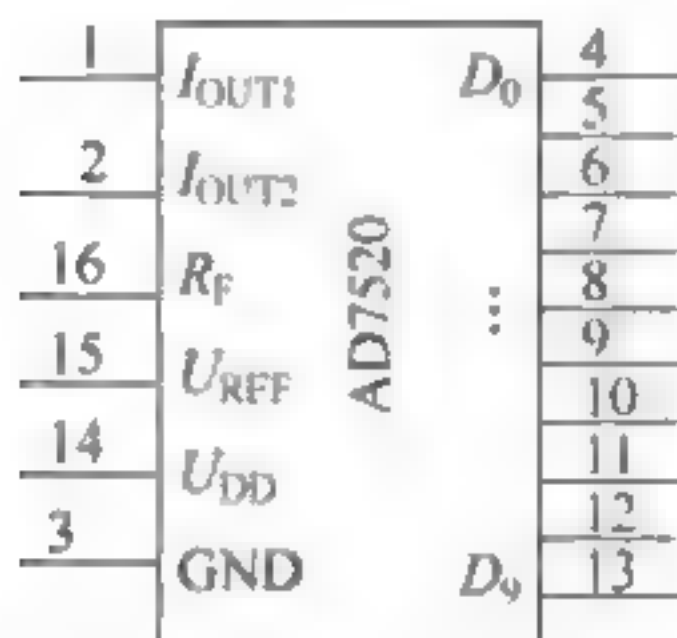 1 I_OUT1 D_0 4
5
2 I_OUT2 6
7
16 R_F AD7520 ... 8
9
15 U_REF 10
14 U_DD 11
12
3 GND D_9 13